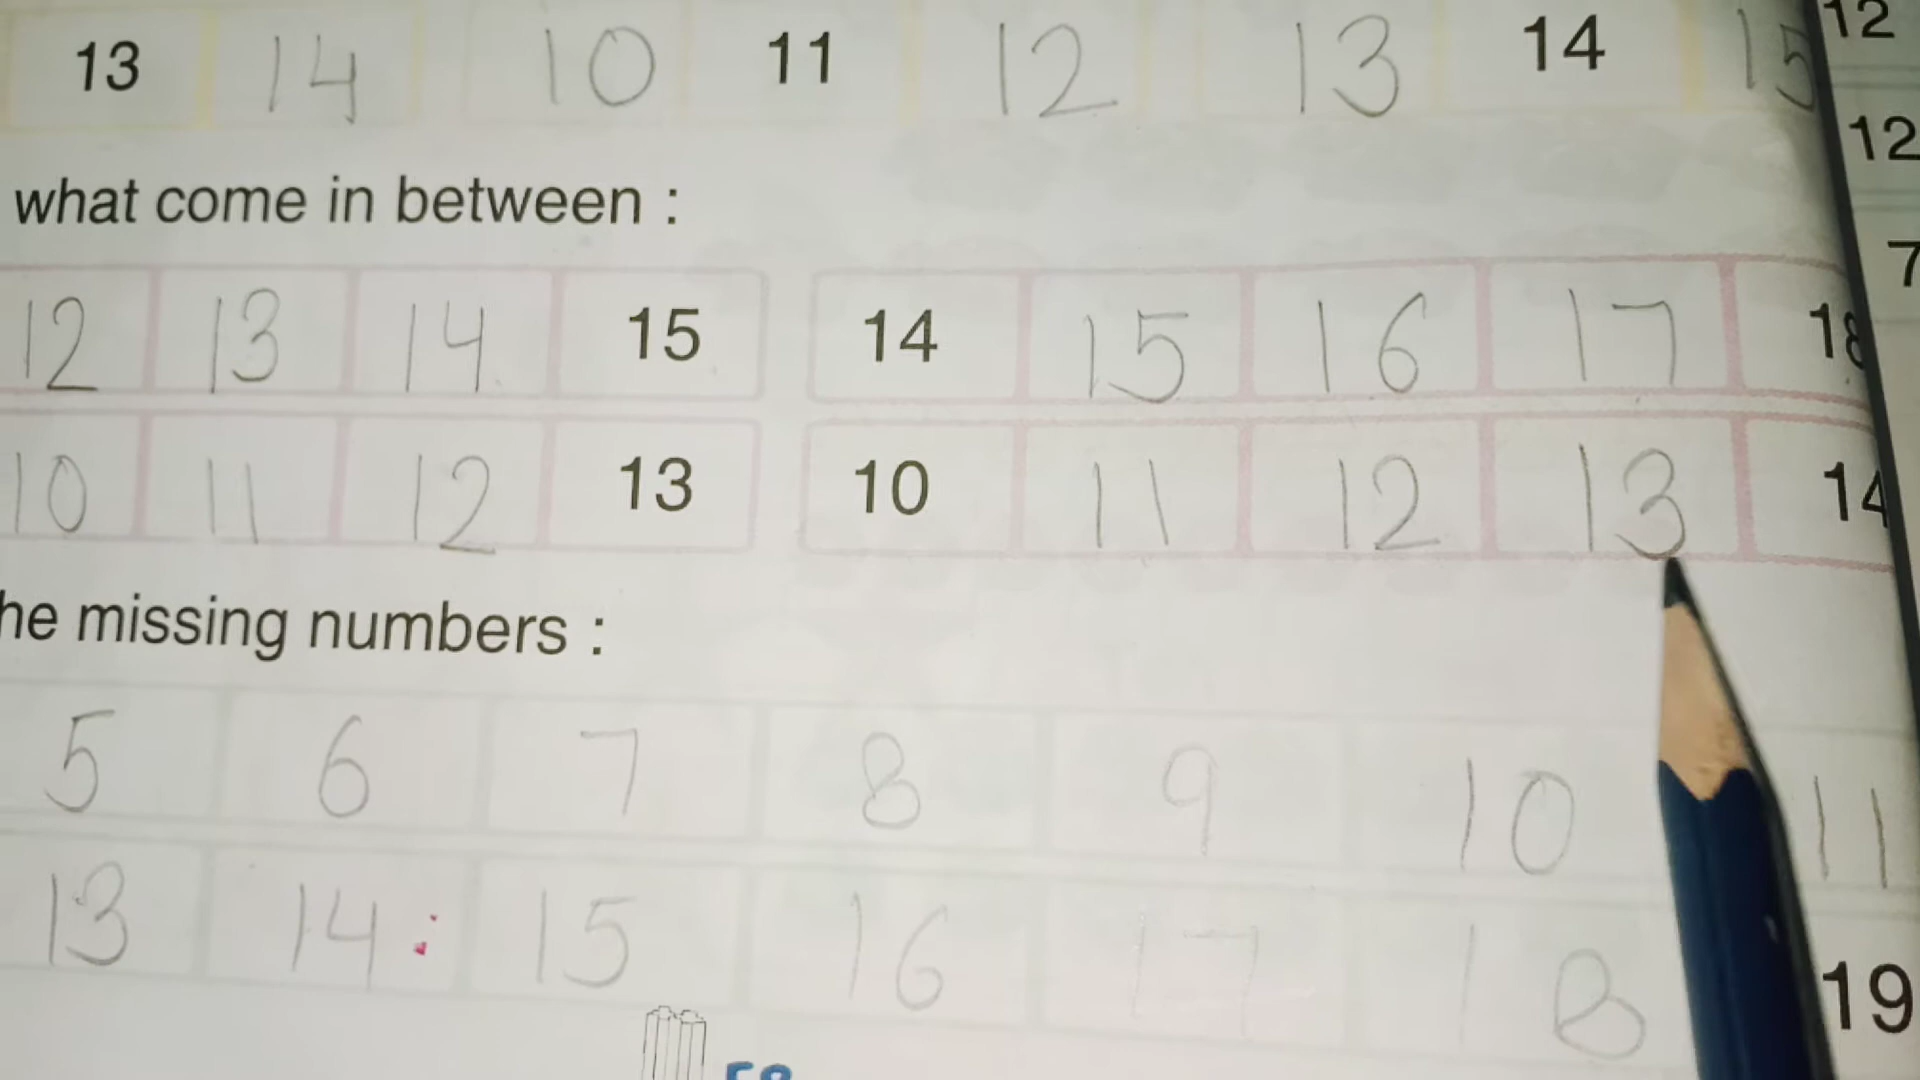 13 14 10 11 12 13 14 15 12
12
what come in between :
7
12 13 14 15 14 15 16 17 18
10 11 12 13 10 11 12 13 14
he missing numbers :
5 6 7 8 9 10 11
13 14 15 16 17 18 19